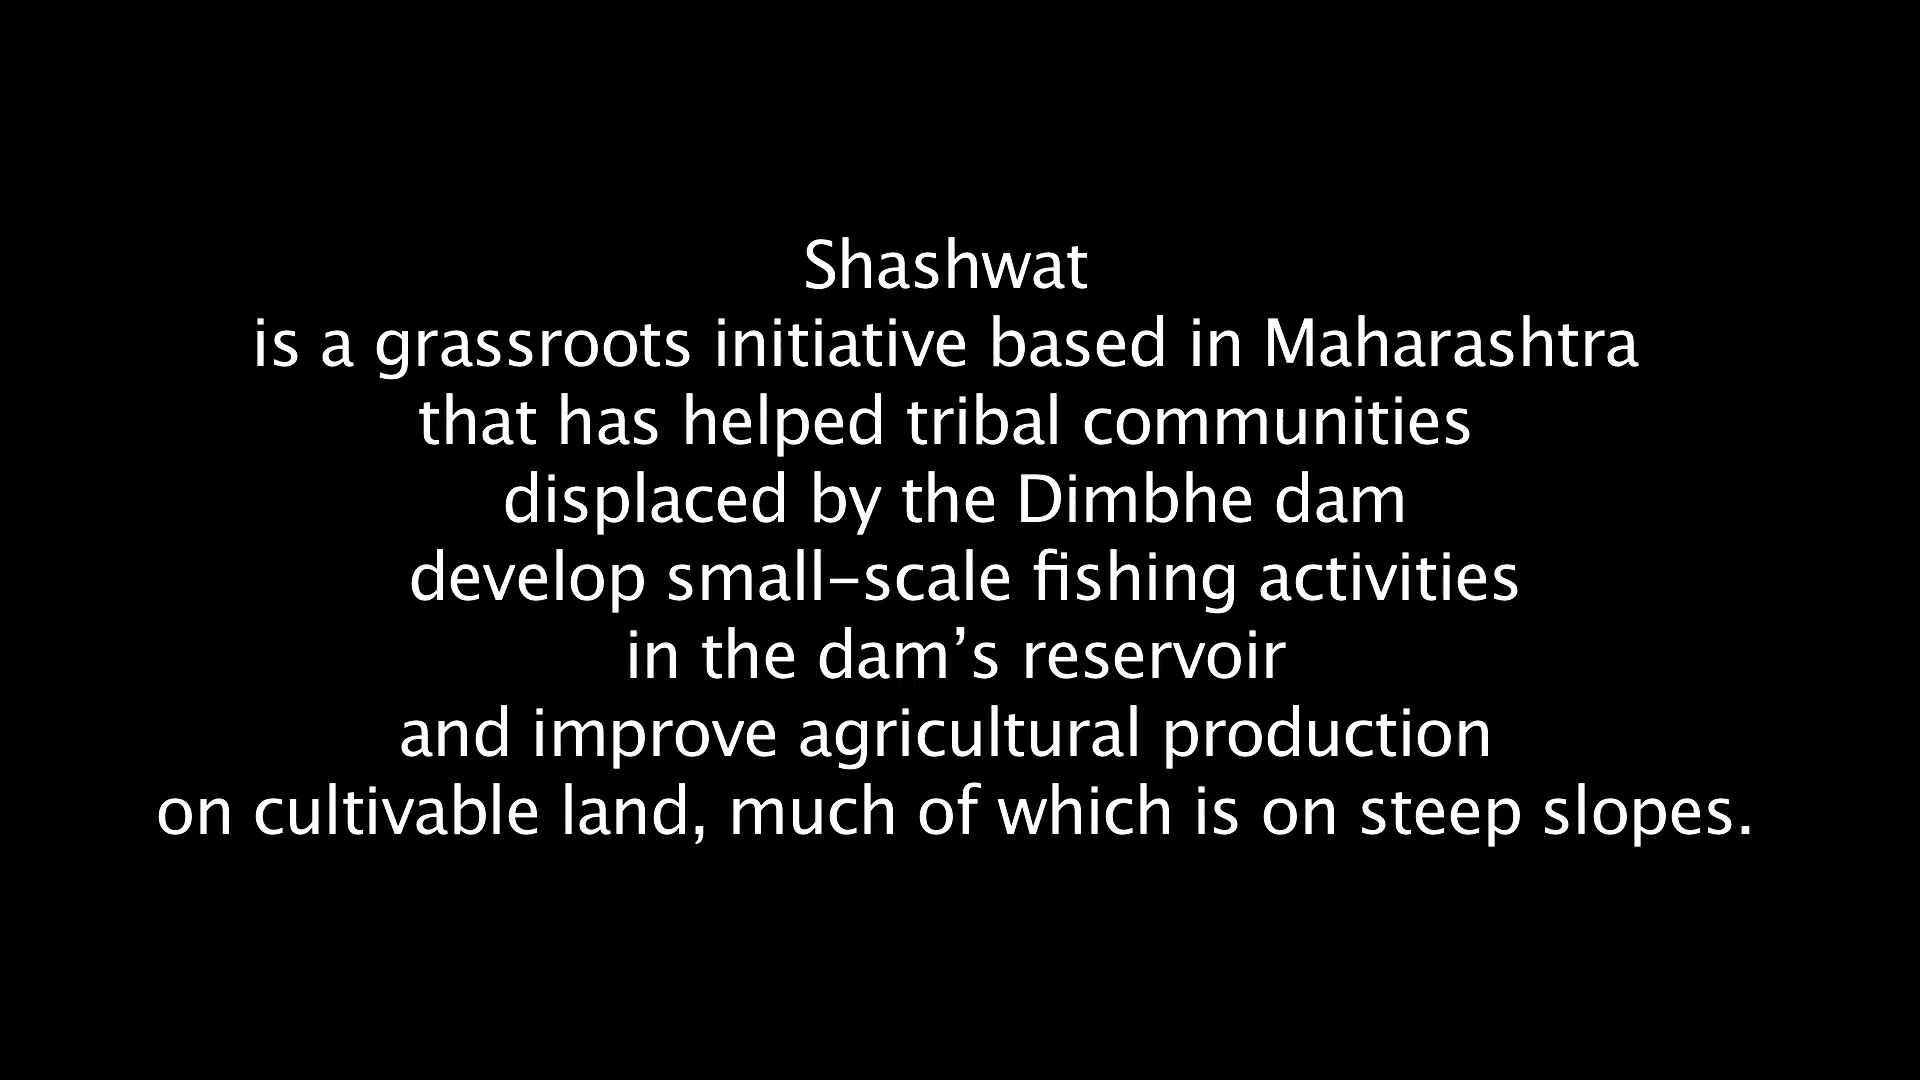 Shashwat
is a grassroots initiative based in Maharashtra
that has helped tribal communities
displaced by the Dimbhe dam
develop small-scale fishing activities
in the dam’s reservoir
and improve agricultural production
on cultivable land, much of which is on steep slopes.